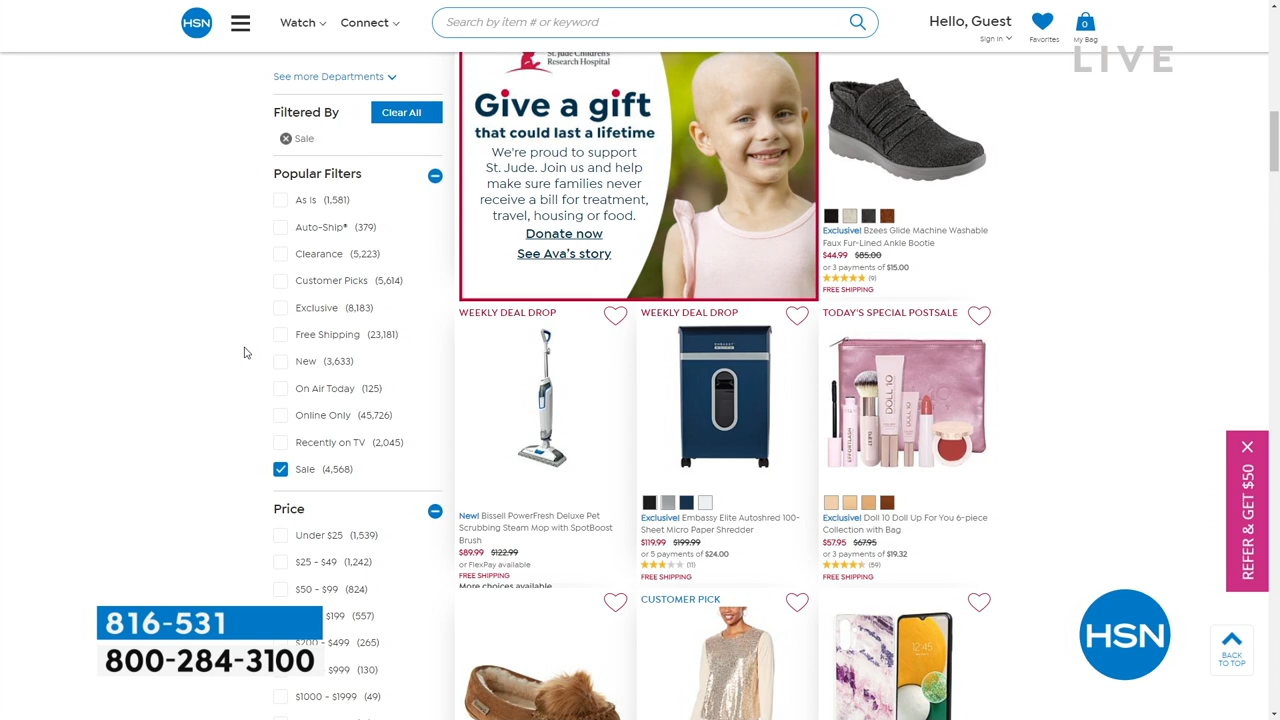 HSN
Watch
Connect
Search by item # or keyword
Hello, Guest
Sign In
Favorites
0
My Bag
LIVE
See more Departments
Filtered By
Clear All
Sale
Popular Filters
As Is (1,581)
Auto-Ship® (379)
Clearance (5,223)
Customer Picks (5,614)
Exclusive (8,183)
Free Shipping (23,181)
New (3,633)
On Air Today (125)
Online Only (45,726)
Recently on TV (2,045)
Sale (4,568)
Price
Under $25 (1,539)
$25 - $49 (1,242)
$50 - $99 (824)
$199 (557)
$200 - $499 (265)
$999 (130)
$1000 - $1999 (49)
St. Jude Children's
Research Hospital
Give a gift
that could last a lifetime
We're proud to support
St. Jude. Join us and help
make sure families never
receive a bill for treatment,
travel, housing or food.
Donate now
See Ava's story
Exclusive! Bzees Glide Machine Washable
Faux Fur-Lined Ankle Bootie
$44.99 $85.00
or 3 payments of $15.00
(9)
FREE SHIPPING
WEEKLY DEAL DROP
New! Bissell PowerFresh Deluxe Pet
Scrubbing Steam Mop with SpotBoost
Brush
$89.99 $122.99
or FlexPay available
FREE SHIPPING
More choices available
WEEKLY DEAL DROP
Exclusive! Embassy Elite Autoshred 100-
Sheet Micro Paper Shredder
$119.99 $199.99
or 5 payments of $24.00
(11)
FREE SHIPPING
TODAY'S SPECIAL POSTSALE
DOLL 10
Exclusive! Doll 10 Doll Up For You 6-piece
Collection with Bag
$57.95 $67.95
or 3 payments of $19.32
(59)
FREE SHIPPING
CUSTOMER PICK
REFER & GET $50
816-531
800-284-3100
HSN
BACK
TO TOP